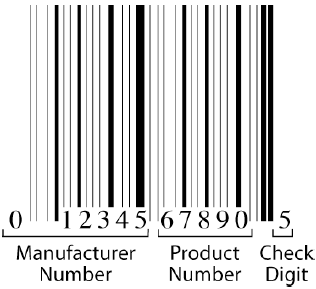 0 12345 67890 5
Manufacturer Product Check
Number Number Digit